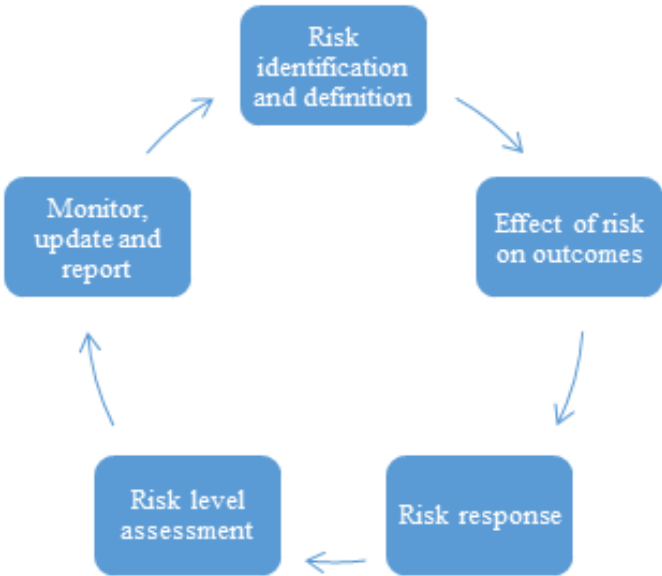 Risk
identification
and definition
Effect of risk
on outcomes
Risk response
Risk level
assessment
Monitor,
update and
report